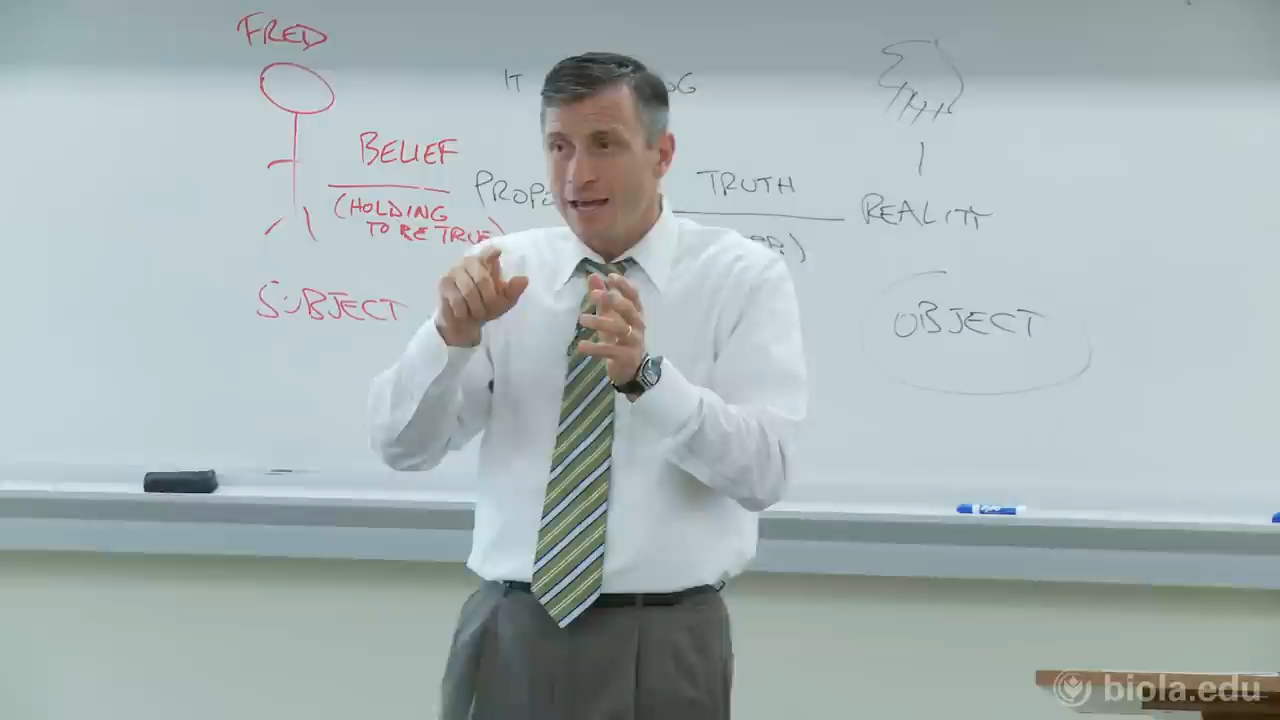 FRED
IT
BELIEF
(HOLDING
TO BE TRUE)
TRUTH
REALITY
SUBJECT
OBJECT
biola.edu